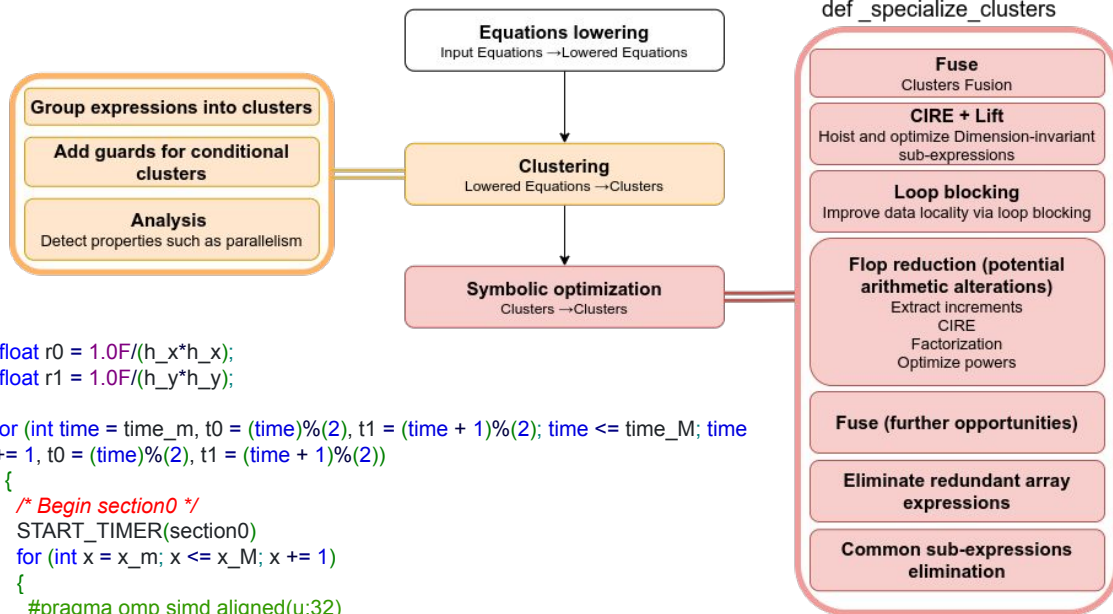 def _specialize_clusters
Equations lowering
Input Equations →Lowered Equations
Group expressions into clusters
Add guards for conditional
clusters
Analysis
Detect properties such as parallelism
Clustering
Lowered Equations →Clusters
Symbolic optimization
Clusters →Clusters
Fuse
Clusters Fusion
CIRE + Lift
Hoist and optimize Dimension-invariant
sub-expressions
Loop blocking
Improve data locality via loop blocking
Flop reduction (potential
arithmetic alterations)
Extract increments
CIRE
Factorization
Optimize powers
Fuse (further opportunities)
Eliminate redundant array
expressions
Common sub-expressions
elimination
float r0 = 1.0F/(h_x*h_x);
float r1 = 1.0F/(h_y*h_y);
or (int time = time_m, t0 = (time)%(2), t1 = (time + 1)%(2); time <= time_M; time
+= 1, t0 = (time)%(2), t1 = (time + 1)%(2))
{
/* Begin section0 */
START_TIMER(section0)
for (int x = x_m; x <= x_M; x += 1)
{
#pragma omp simd aligned(u:32)